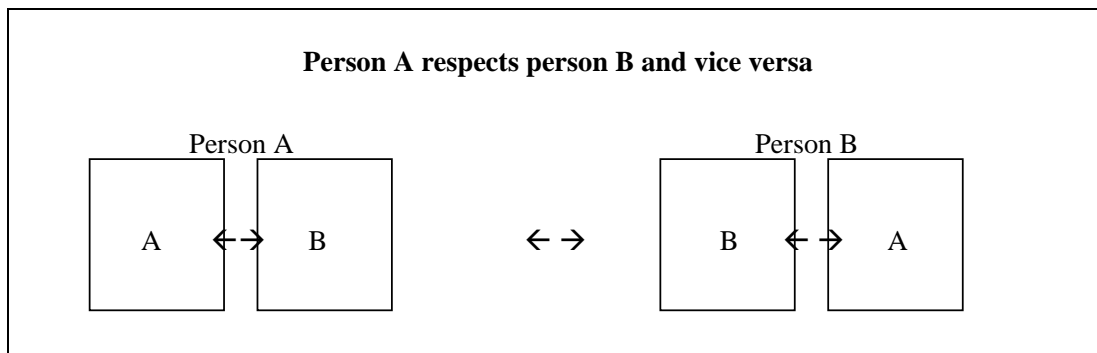 Person A respects person B and vice versa
Person A Person B
A ←→ B ← → B ← → A